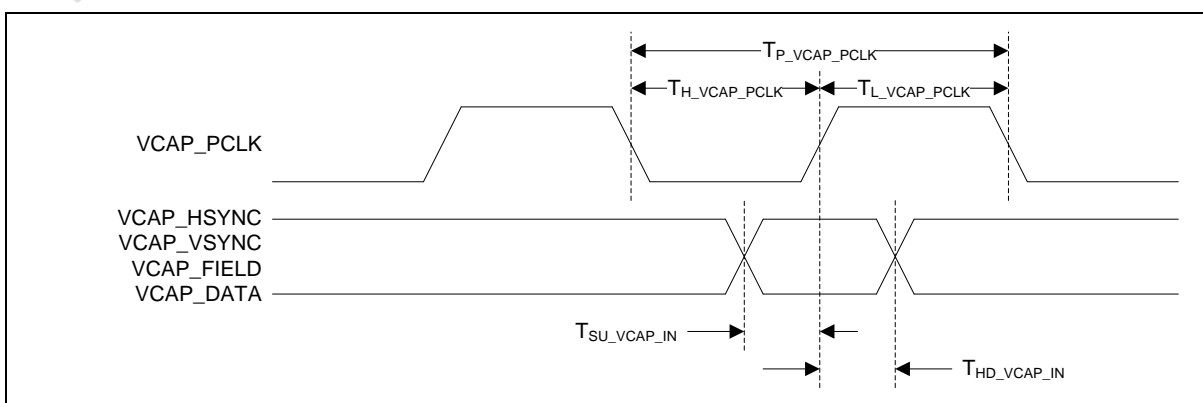 T_P_VCAP_PCLK
T_H_VCAP_PCLK T_L_VCAP_PCLK
VCAP_PCLK
VCAP_HSYNC
VCAP_VSYNC
VCAP_FIELD
VCAP_DATA
T_SU_VCAP_IN
T_HD_VCAP_IN